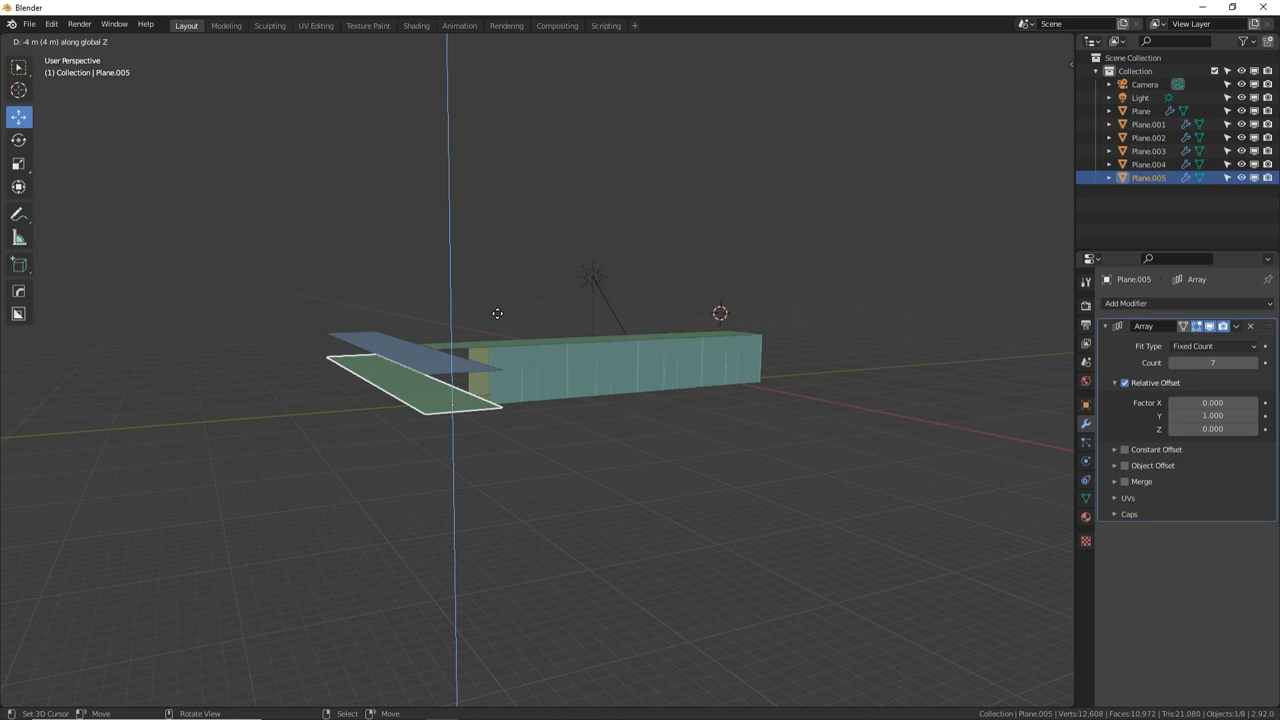 Blender
File Edit Render Window Help
Layout Modeling Sculpting UV Editing Texture Paint Shading Animation Rendering Compositing Scripting +
Scene
View Layer
D: -4 m (4 m) along global Z
User Perspective
(1) Collection | Plane.005
Scene Collection
Collection
Camera
Light
Plane
Plane.001
Plane.002
Plane.003
Plane.004
Plane.005
Plane.005 Array
Add Modifier
Array
Fit Type Fixed Count
Count 7
Relative Offset
Factor X 0.000
Y 1.000
Z 0.000
Constant Offset
Object Offset
Merge
UVs
Caps
Set 3D Cursor Move Rotate View Select Move Collection | Plane.005 | Verts:12,608 | Faces:10,972 | Tris:21,080 | Objects:1/8 | 2.92.0